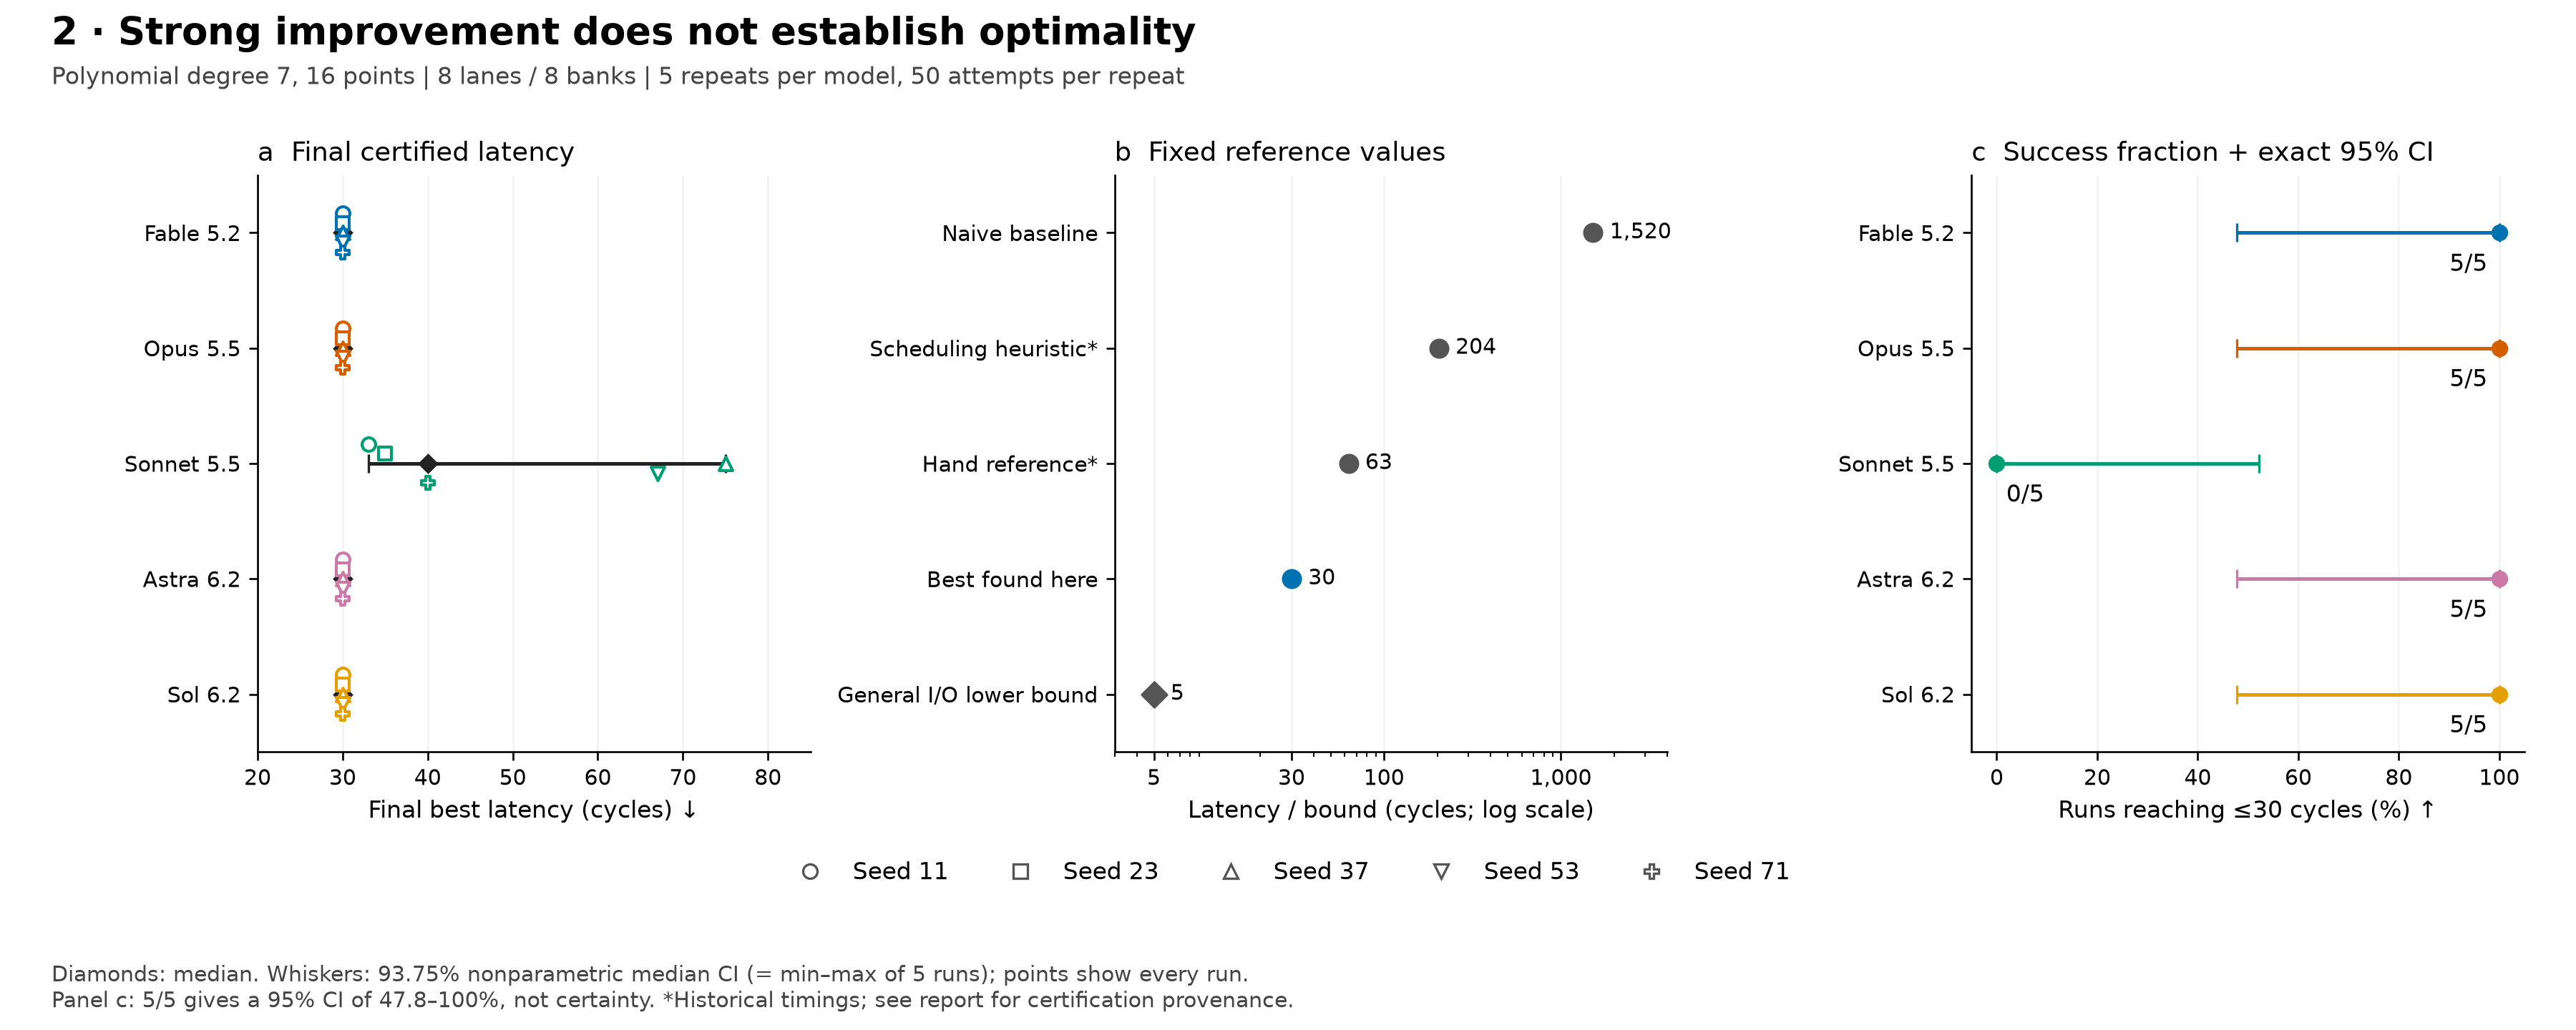 2 · Strong improvement does not establish optimality
Polynomial degree 7, 16 points | 8 lanes / 8 banks | 5 repeats per model, 50 attempts per repeat
a Final certified latency
Fable 5.2
Opus 5.5
Sonnet 5.5
Astra 6.2
Sol 6.2
20 30 40 50 60 70 80
Final best latency (cycles) ↓
b Fixed reference values
Naive baseline
1,520
Scheduling heuristic*
204
Hand reference*
63
Best found here
30
General I/O lower bound
5
5 30 100 1,000
Latency / bound (cycles; log scale)
c Success fraction + exact 95% CI
Fable 5.2
5/5
Opus 5.5
5/5
Sonnet 5.5
0/5
Astra 6.2
5/5
Sol 6.2
5/5
0 20 40 60 80 100
Runs reaching ≤30 cycles (%) ↑
Seed 11 Seed 23 Seed 37 Seed 53 Seed 71
Diamonds: median. Whiskers: 93.75% nonparametric median CI (= min–max of 5 runs); points show every run.
Panel c: 5/5 gives a 95% CI of 47.8–100%, not certainty. *Historical timings; see report for certification provenance.